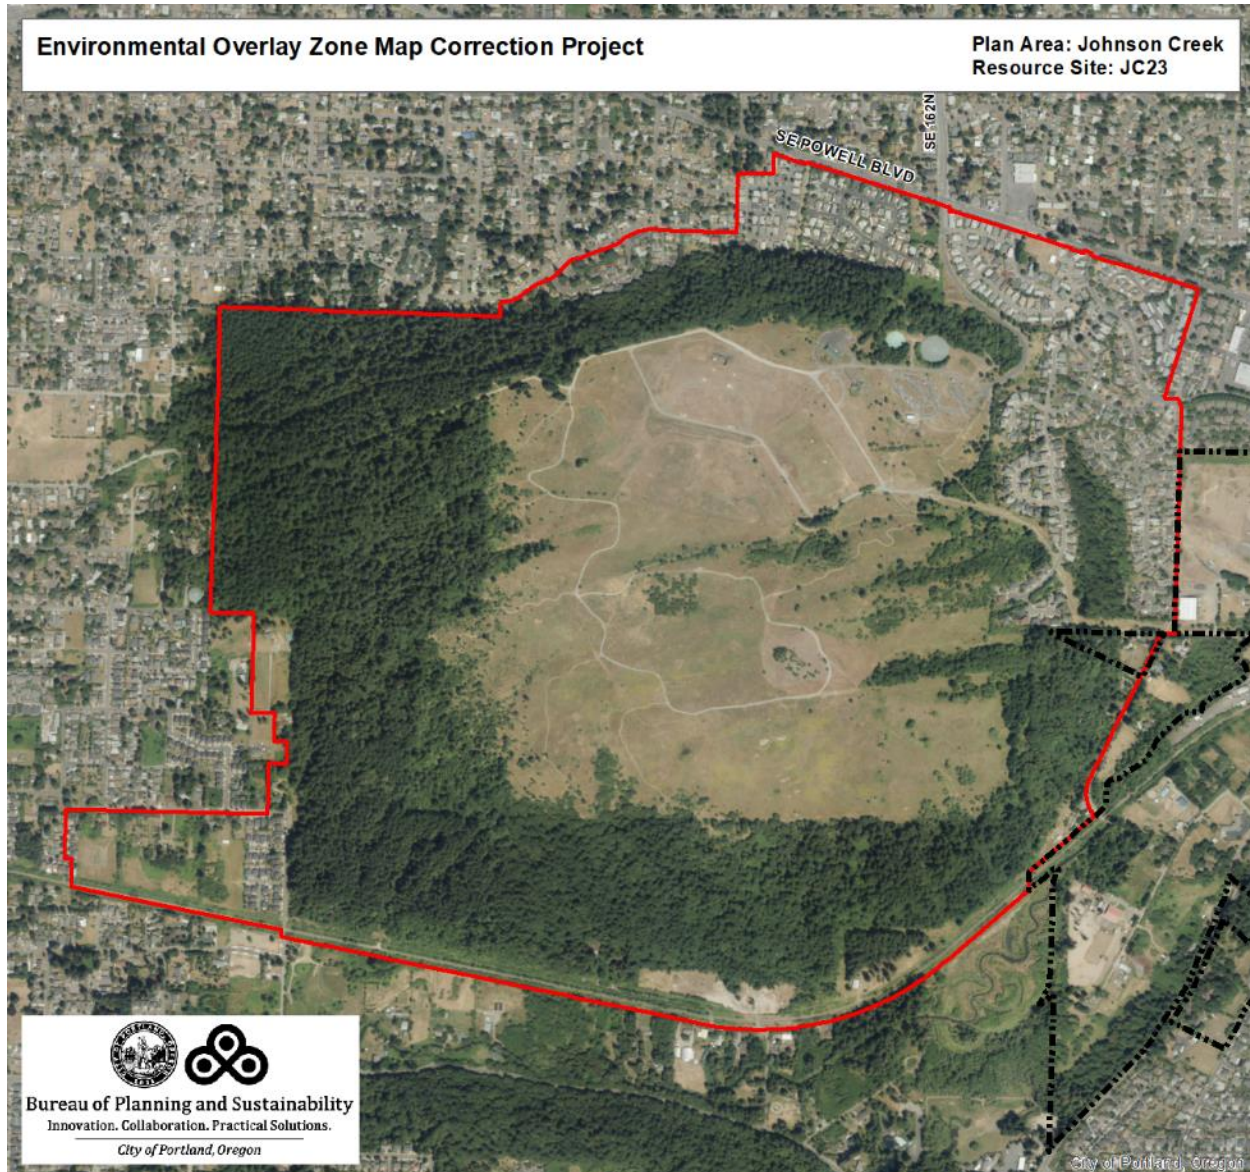 Environmental Overlay Zone Map Correction Project
Plan Area: Johnson Creek
Resource Site: JC23
SE 162N
SE POWELL BLVD
Bureau of Planning and Sustainability
Innovation. Collaboration. Practical Solutions.
City of Portland, Oregon
City of Portland, Oregon